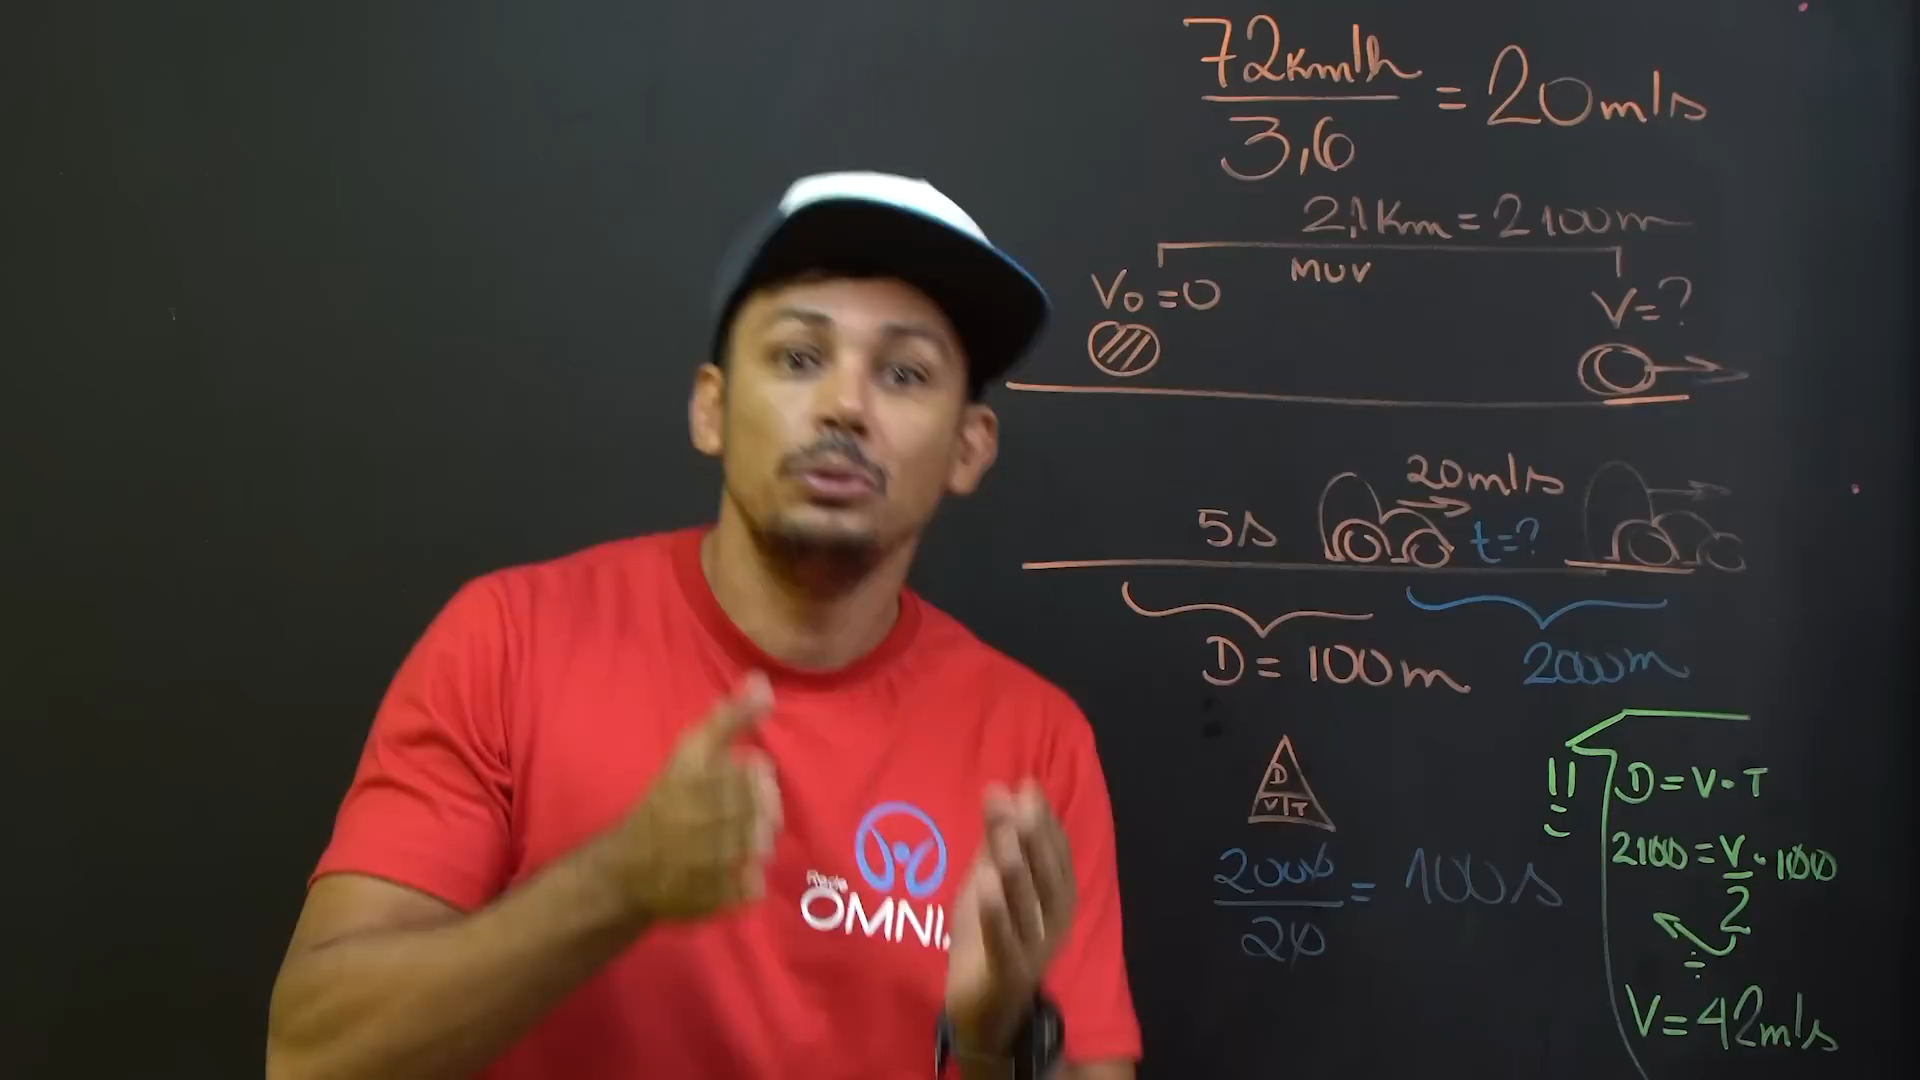 72km/h
3,6
= 20m/s
2,1Km = 2100m
MUV
V₀ = 0
V = ?
20m/s
5s
t = ?
D = 100m
2000m
D
V | T
2000
20
= 100s
!!
D = V · T
2100 = V/2 · 100
÷
V = 42m/s
Rede
OMNI.